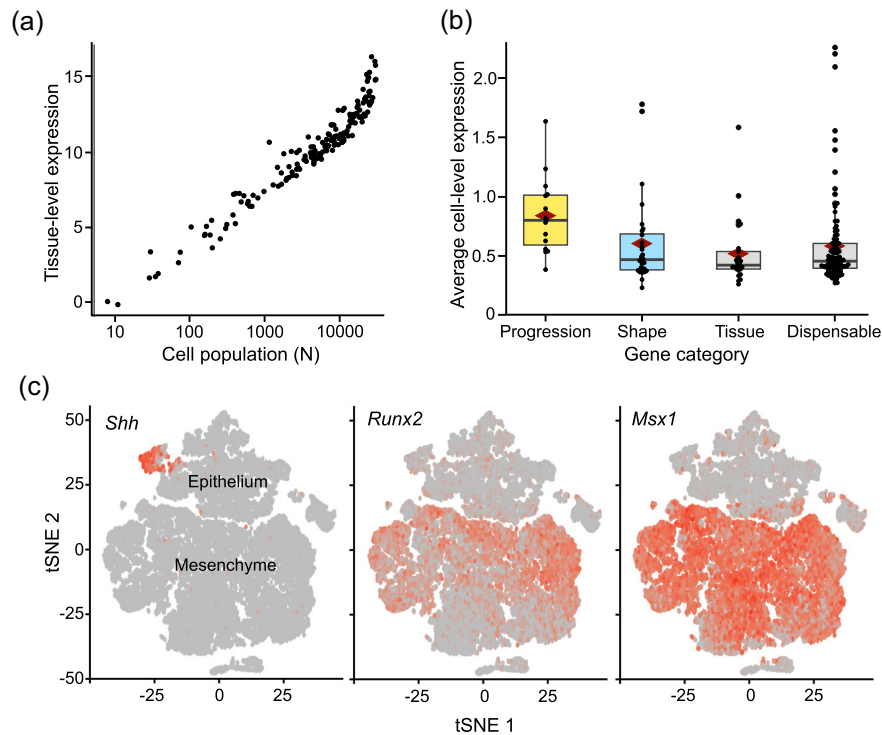 (a)
Tissue-level expression
15
10
5
0
10
100
1000
10000
Cell population (N)
(b)
Average cell-level expression
2.0
1.5
1.0
0.5
0
Progression
Shape
Tissue
Dispensable
Gene category
(c)
tSNE 2
50
25
0
-25
-50
Shh
Epithelium
Mesenchyme
-25
0
25
Runx2
-25
0
25
Msx1
-25
0
25
tSNE 1